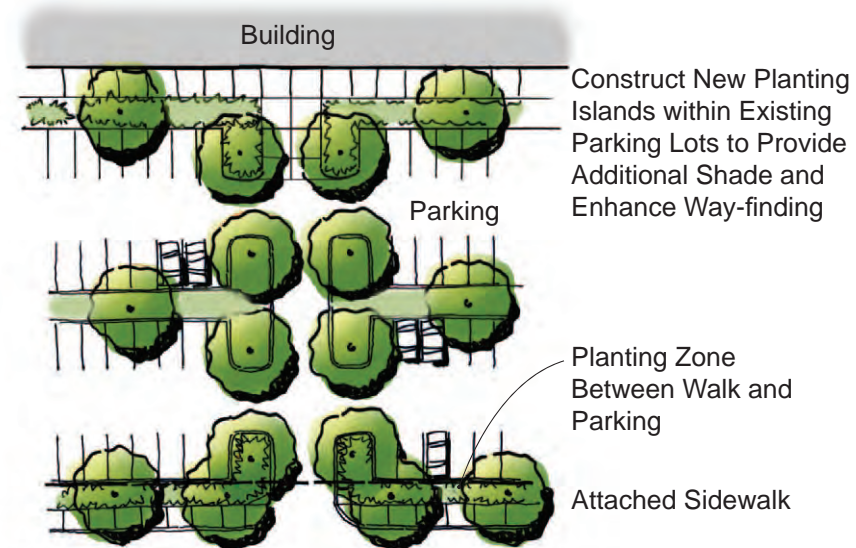 Building
Construct New Planting
Islands within Existing
Parking Lots to Provide
Additional Shade and
Enhance Way-finding
Parking
Planting Zone
Between Walk and
Parking
Attached Sidewalk